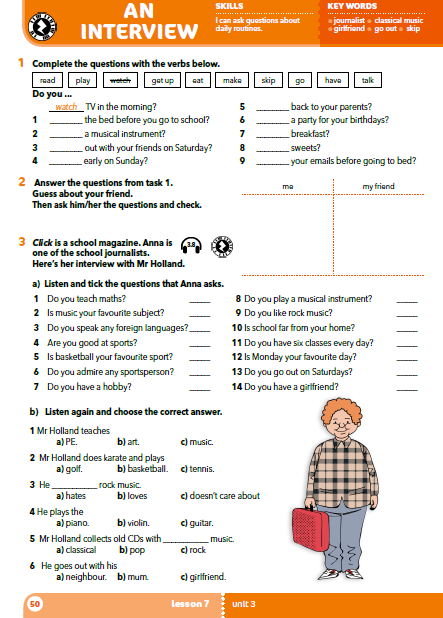 AN
INTERVIEW
SKILLS
I can ask questions about
daily routines.
KEY WORDS
journalist classical music
girlfriend go out skip
1 Complete the questions with the verbs below.
read play watch get up eat make skip go have talk
Do you ...
watch TV in the morning?
1 ________ the bed before you go to school?
2 ________ a musical instrument?
3 ________ out with your friends on Saturday?
4 ________ early on Sunday?
5 ________ back to your parents?
6 ________ a party for your birthdays?
7 ________ breakfast?
8 ________ sweets?
9 ________ your emails before going to bed?
2 Answer the questions from task 1.
Guess about your friend.
Then ask him/her the questions and check.
me my friend
3 Click is a school magazine. Anna is
one of the school journalists.
Here's her interview with Mr Holland.
3.8
a) Listen and tick the questions that Anna asks.
1 Do you teach maths? _____
2 Is music your favourite subject? _____
3 Do you speak any foreign languages? _____
4 Are you good at sports? _____
5 Is basketball your favourite sport? _____
6 Do you admire any sportsperson? _____
7 Do you have a hobby? _____
8 Do you play a musical instrument? _____
9 Do you like rock music? _____
10 Is school far from your home? _____
11 Do you have six classes every day? _____
12 Is Monday your favourite day? _____
13 Do you go out on Saturdays? _____
14 Do you have a girlfriend? _____
b) Listen again and choose the correct answer.
1 Mr Holland teaches
a) PE. b) art. c) music.
2 Mr Holland does karate and plays
a) golf. b) basketball. c) tennis.
3 He __________ rock music.
a) hates b) loves c) doesn't care about
4 He plays the
a) piano. b) violin. c) guitar.
5 Mr Holland collects old CDs with __________ music.
a) classical b) pop c) rock
6 He goes out with his
a) neighbour. b) mum. c) girlfriend.
50 lesson 7 unit 3